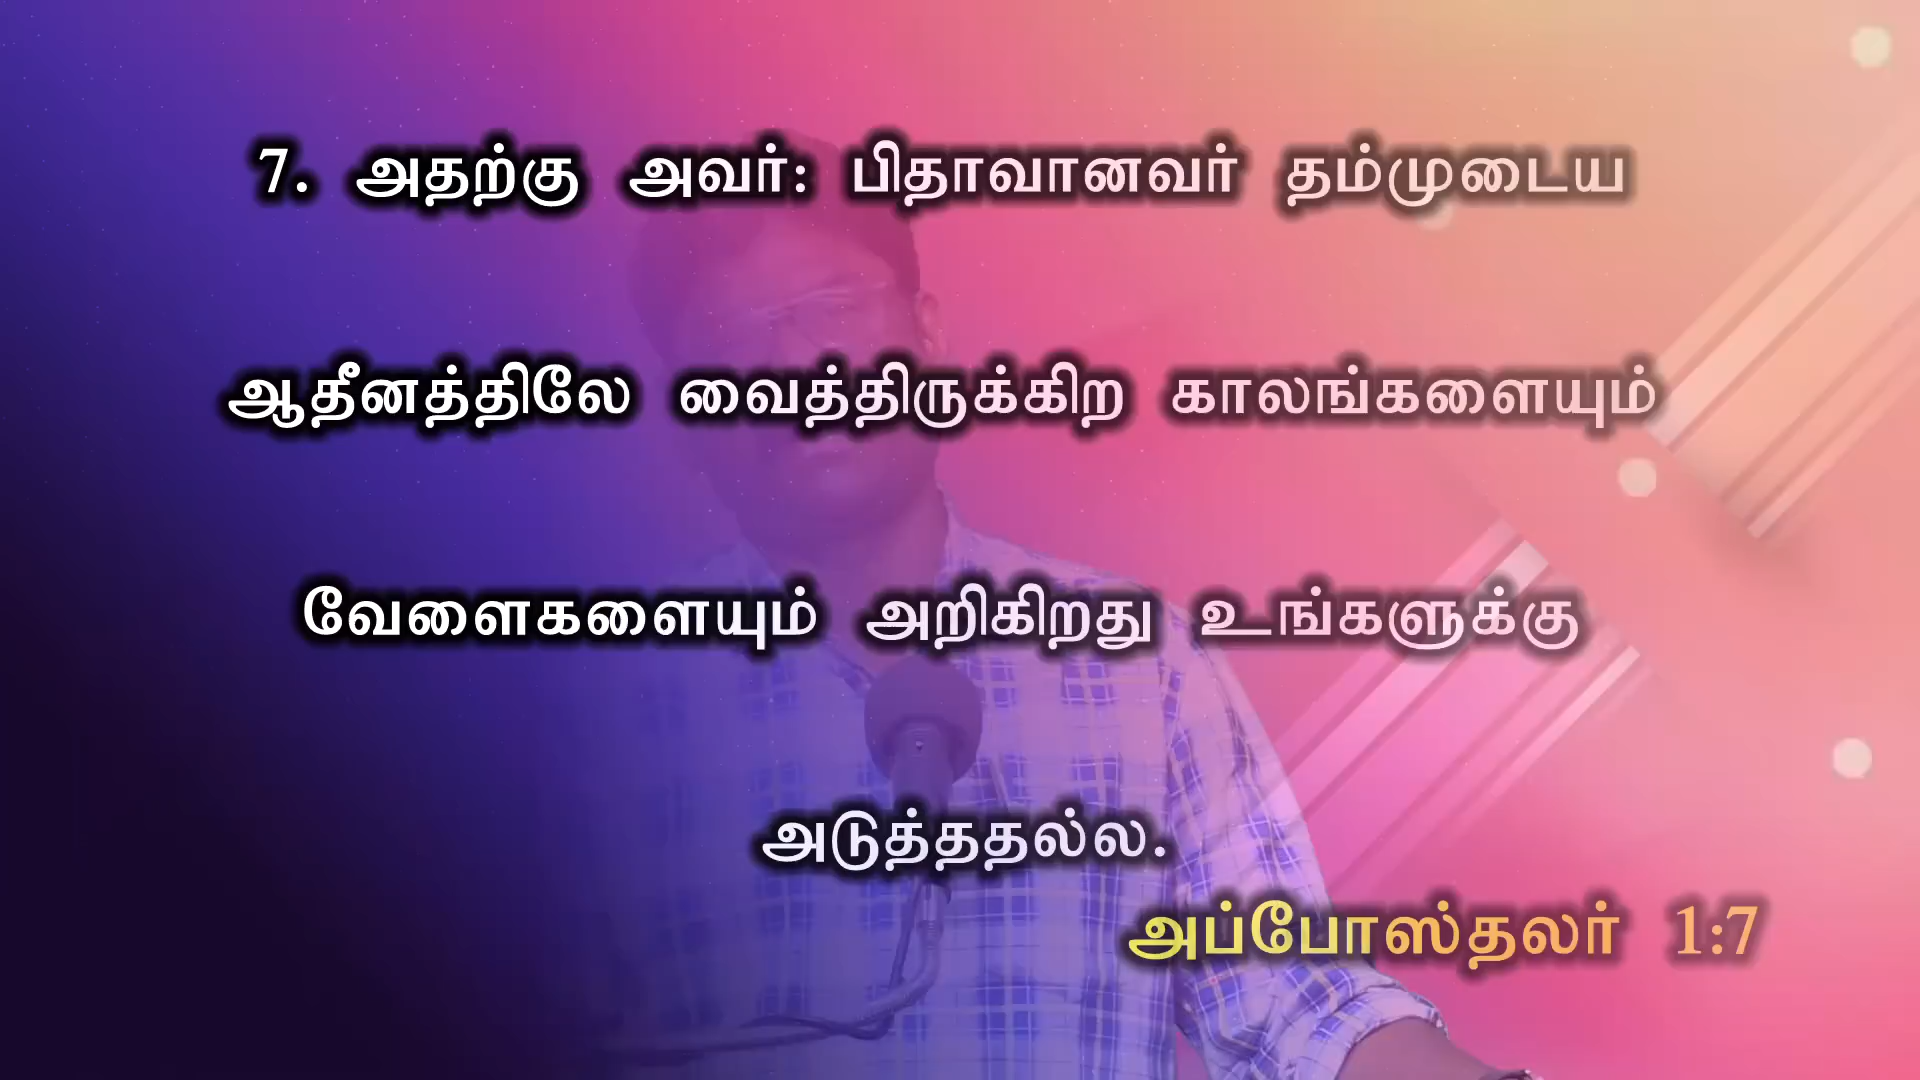 7. அதற்கு அவர்: பிதாவானவர் தம்முடைய
ஆதீனத்திலே வைத்திருக்கிற காலங்களையும்
வேளைகளையும் அறிகிறது உங்களுக்கு
அடுத்ததல்ல.
அப்போஸ்தலர் 1:7